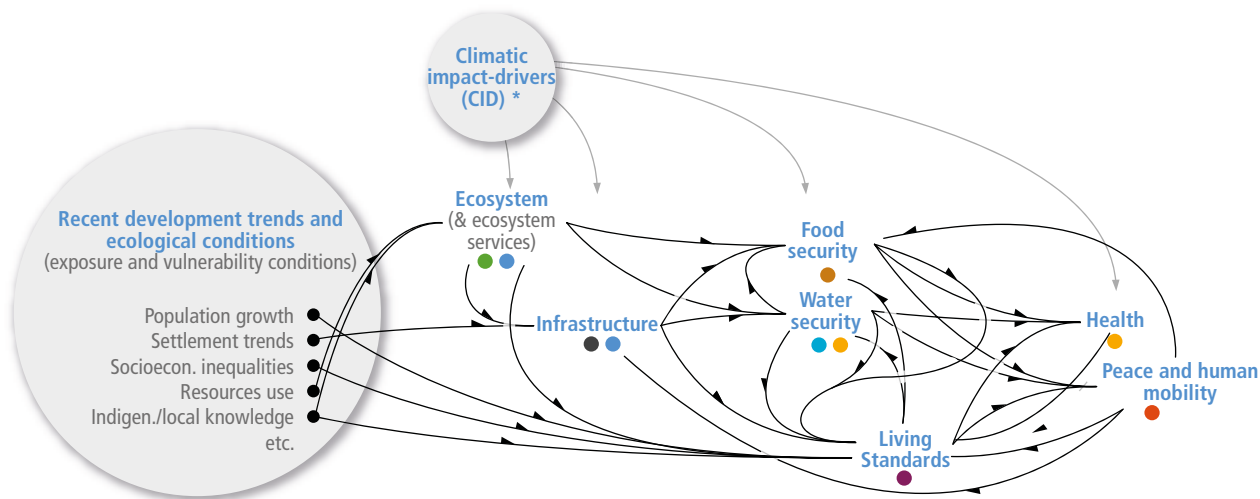 Climatic
impact-drivers
(CID) *
Recent development trends and
ecological conditions
(exposure and vulnerability conditions)
Population growth
Settlement trends
Socioecon. inequalities
Resources use
Indigen./local knowledge
etc.
Ecosystem
(& ecosystem
services)
Infrastructure
Food
security
Water
security
Health
Peace and human
mobility
Living
Standards